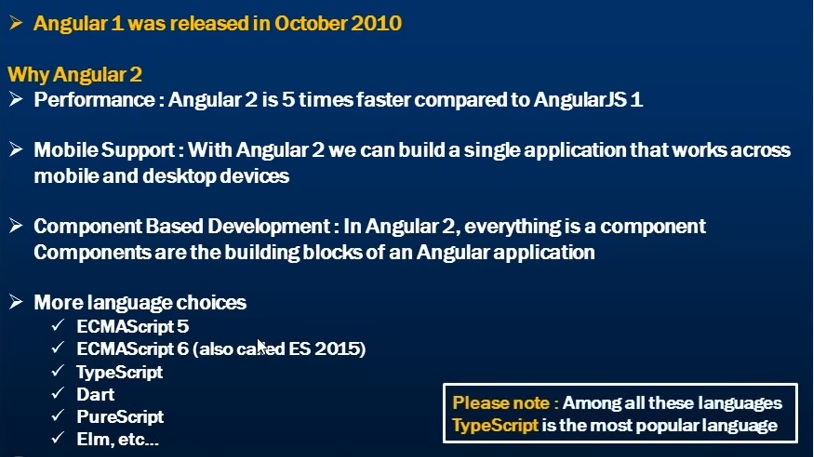 Angular 1 was released in October 2010
Why Angular 2
Performance : Angular 2 is 5 times faster compared to AngularJS 1
Mobile Support : With Angular 2 we can build a single application that works across
mobile and desktop devices
Component Based Development : In Angular 2, everything is a component
Components are the building blocks of an Angular application
More language choices
ECMAScript 5
ECMAScript 6 (also called ES 2015)
TypeScript
Dart
PureScript
Elm, etc...
Please note : Among all these languages
TypeScript is the most popular language